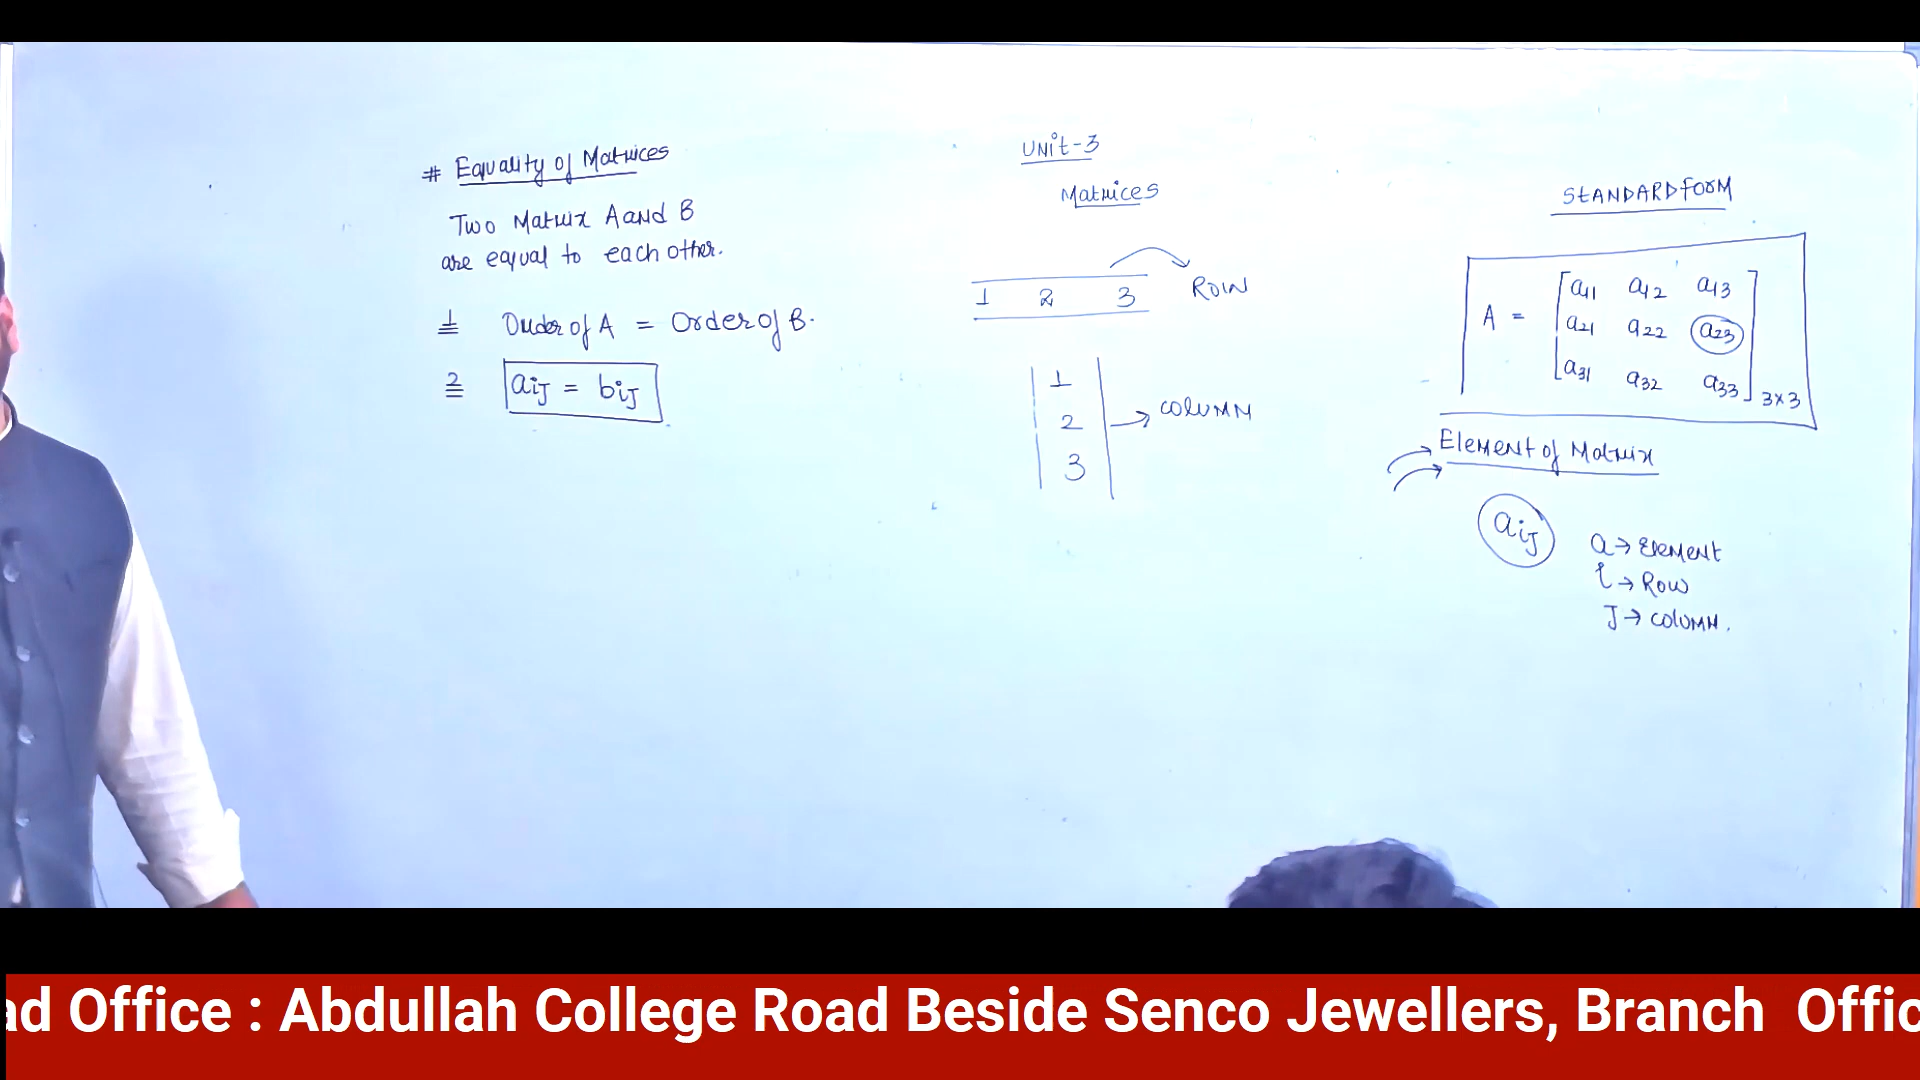 # Equality of Matrices
Two Matrix A and B
are equal to each other.
1 Order of A = Order of B.
2 aij = bij
UNit-3
Matrices
1 2 3 ROW
1
2 → COLUMN
3
STANDARD FORM
A = [a11 a12 a13
a21 a22 a23
a31 a32 a33] 3×3
Element of Matrix
aij
a → Element
i → Row
J → column.
ad Office : Abdullah College Road Beside Senco Jewellers, Branch Offic